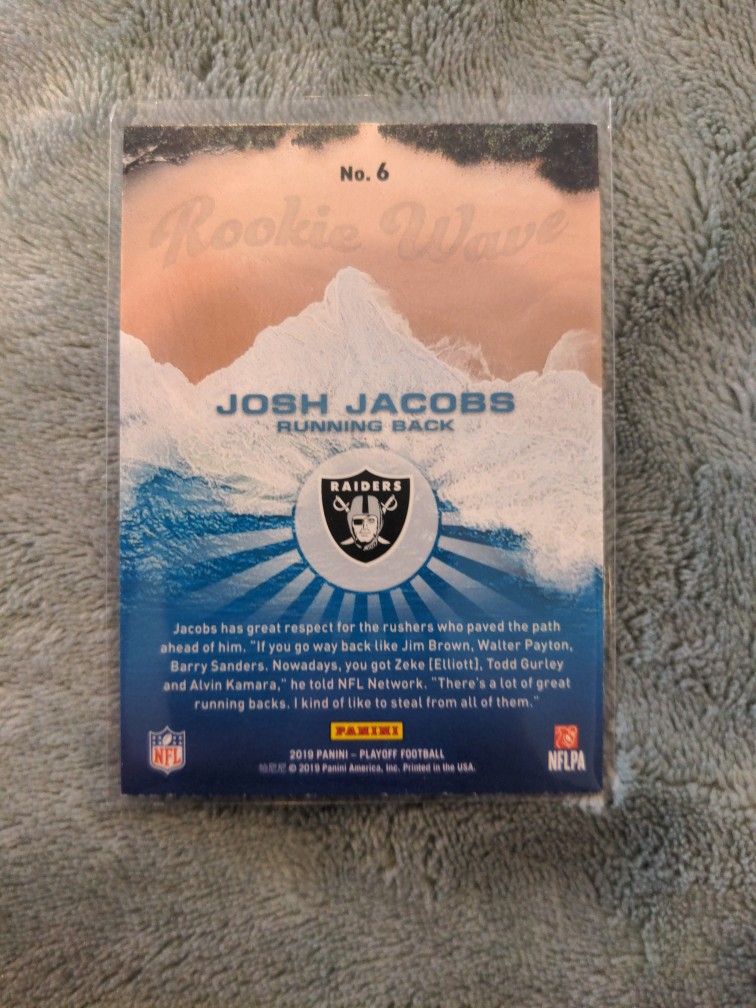 No. 6
Rookie Wave
JOSH JACOBS
RUNNING BACK
RAIDERS
Jacobs has great respect for the rushers who paved the path
ahead of him. "If you go way back like Jim Brown, Walter Payton,
Barry Sanders. Nowadays, you got Zeke [Elliott], Todd Gurley
and Alvin Kamara," he told NFL Network. "There's a lot of great
running backs. I kind of like to steal from all of them."
PANINI
2019 PANINI – PLAYOFF FOOTBALL
© 2019 Panini America, Inc. Printed in the USA.
NFL
NFLPA